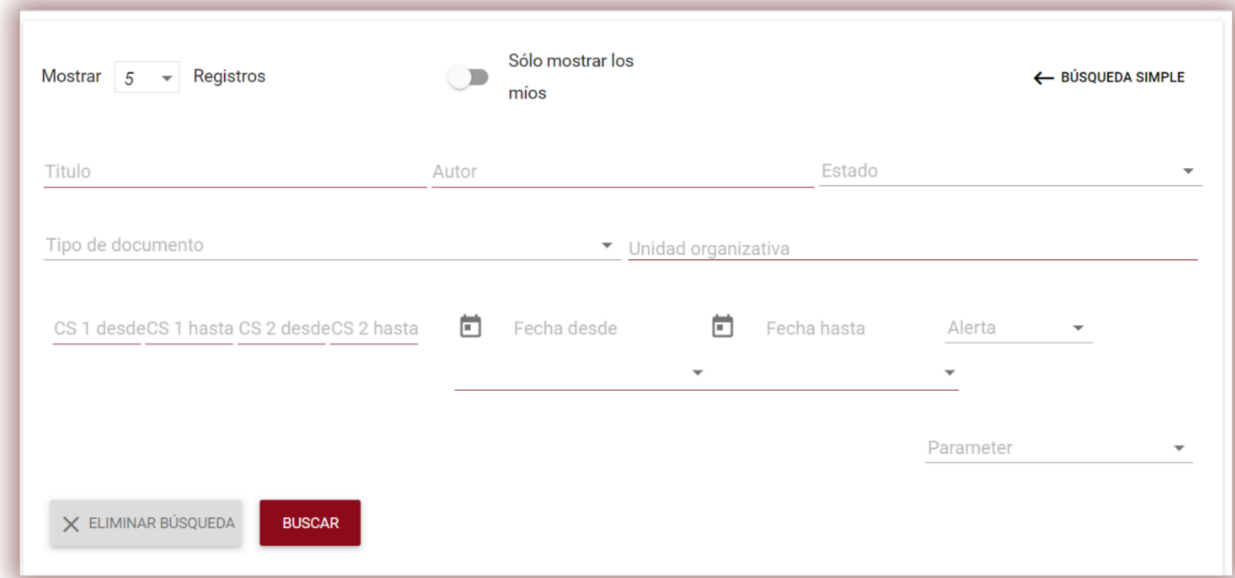 Mostrar 5 Registros
Sólo mostrar los
míos
BÚSQUEDA SIMPLE
Titulo
Autor
Estado
Tipo de documento
Unidad organizativa
CS 1 desde CS 1 hasta CS 2 desde CS 2 hasta
Fecha desde
Fecha hasta
Alerta
Parameter
ELIMINAR BÚSQUEDA
BUSCAR